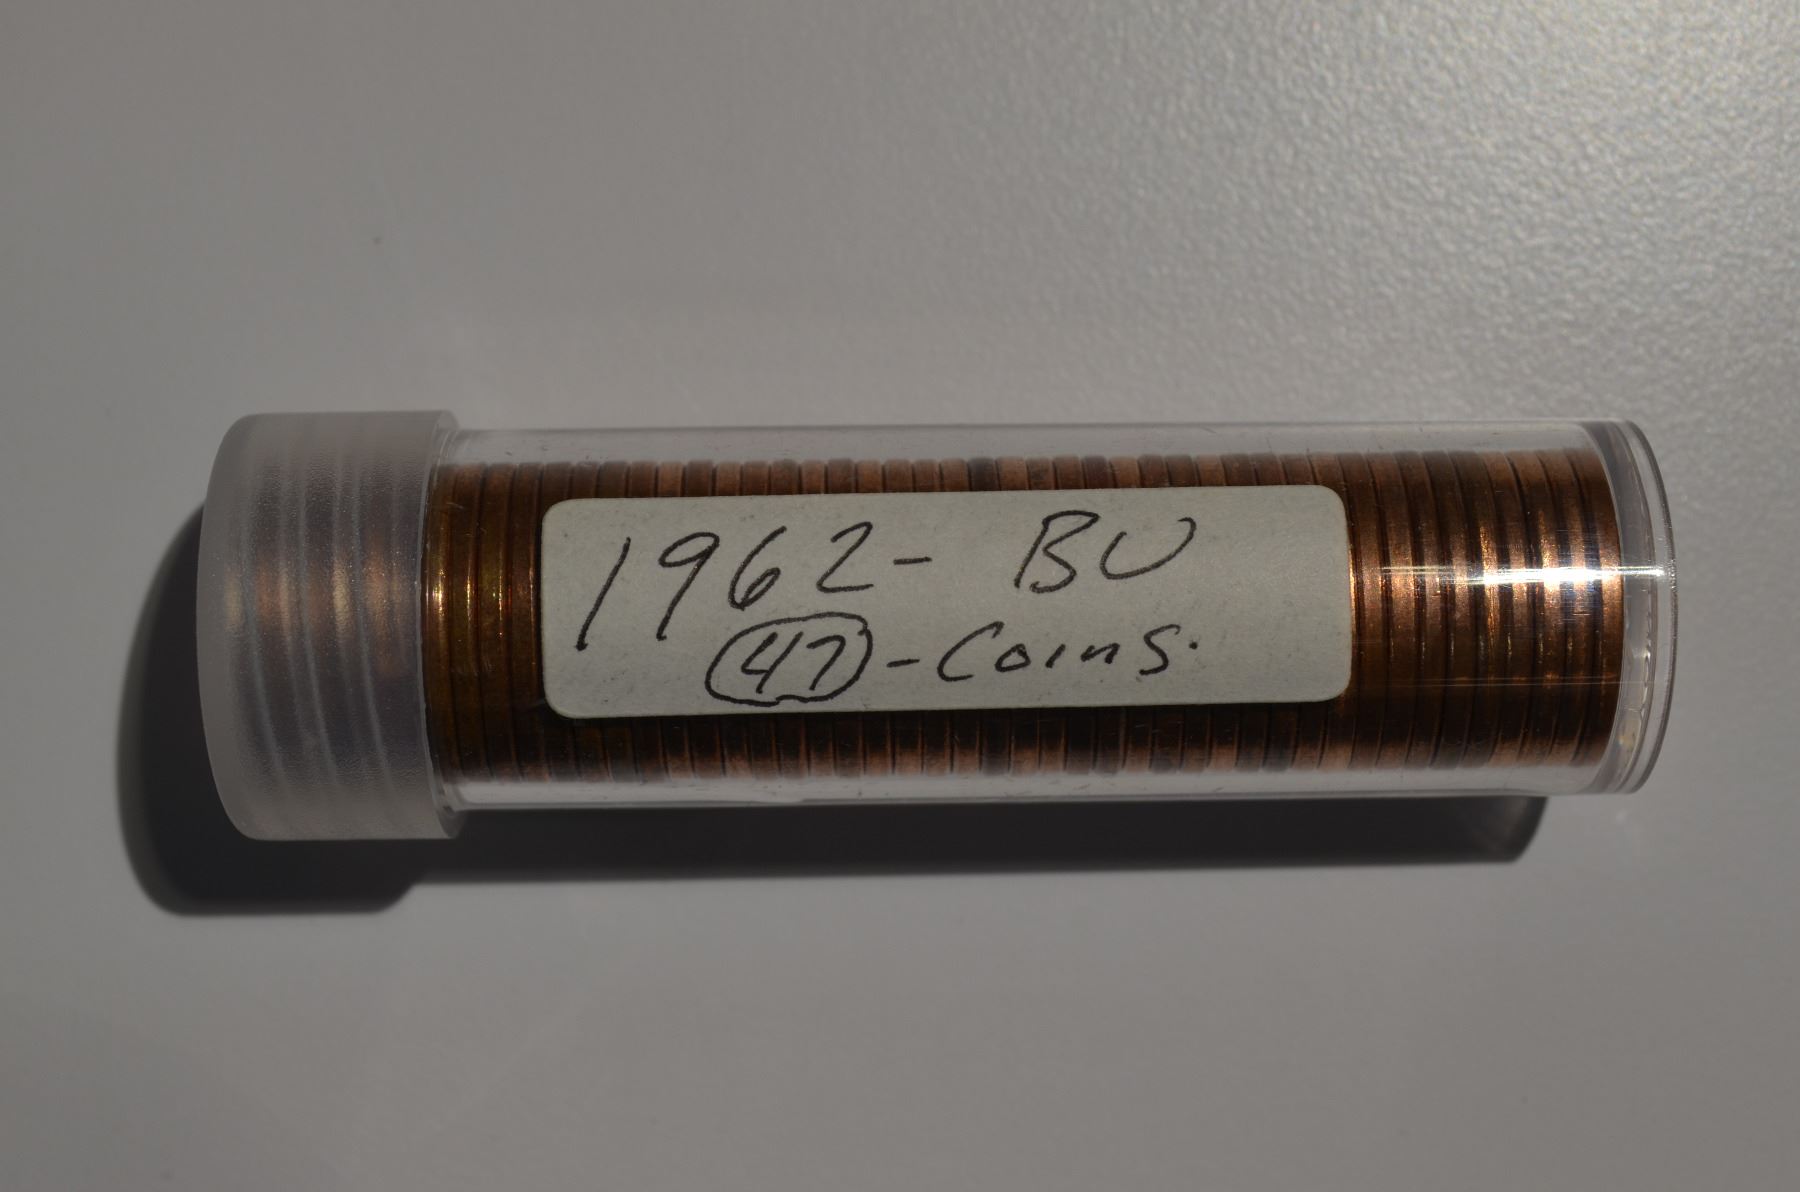 1962- BU
47 - Coins.